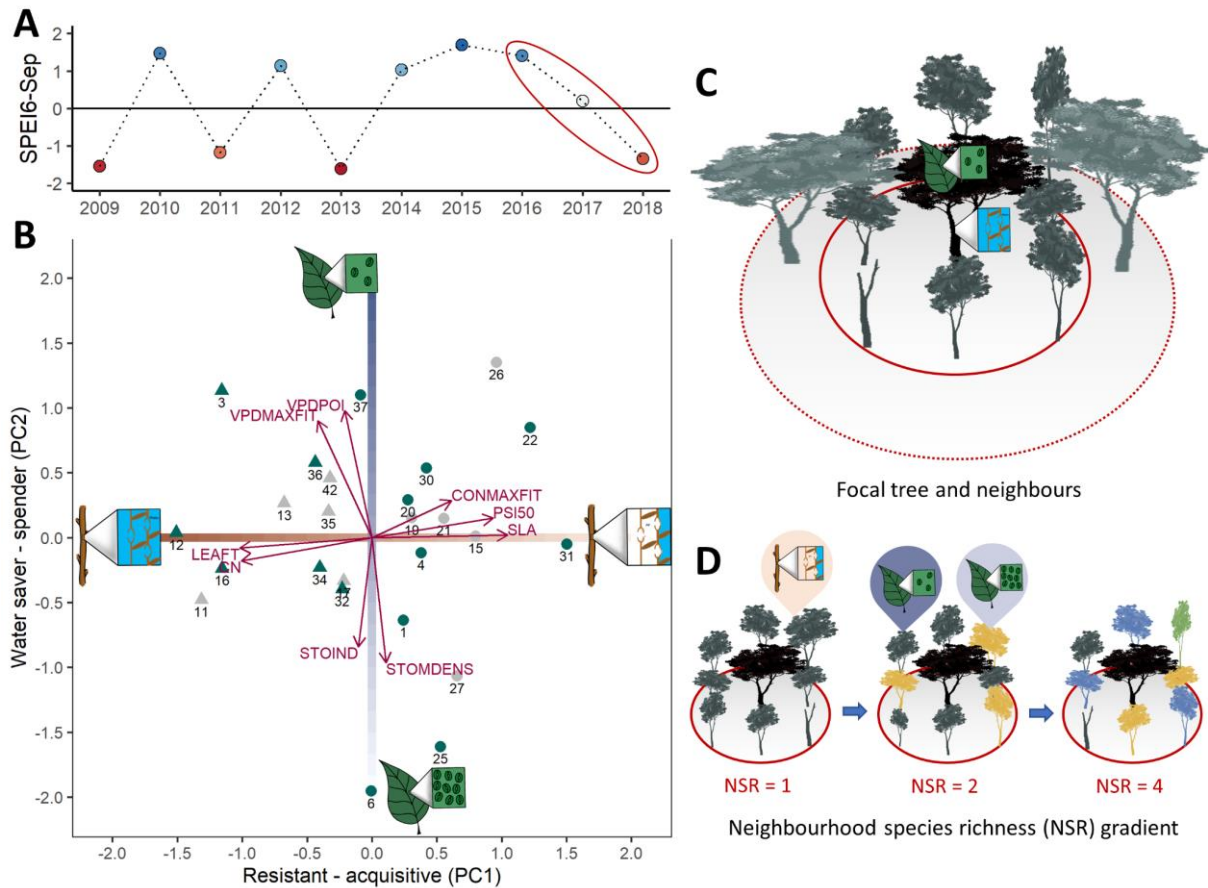 A
SPEI6-Sep
2
1
0
-1
-2
2009 2010 2011 2012 2013 2014 2015 2016 2017 2018
B
Water saver - spender (PC2)
2.0
1.5
1.0
0.5
0.0
-0.5
-1.0
-1.5
-2.0
26
3
VPDPOI
37
VPDMAXFIT
22
36
42
30
13
35
20
CONMAXFIT
19
21
PSI50
12
15
SLA
31
LEAFT
4
16
CN
34
11
32
1
STOIND
STOMDENS
27
25
6
-2.0 -1.5 -1.0 -0.5 0.0 0.5 1.0 1.5 2.0
Resistant - acquisitive (PC1)
C
Focal tree and neighbours
D
NSR = 1 NSR = 2 NSR = 4
Neighbourhood species richness (NSR) gradient